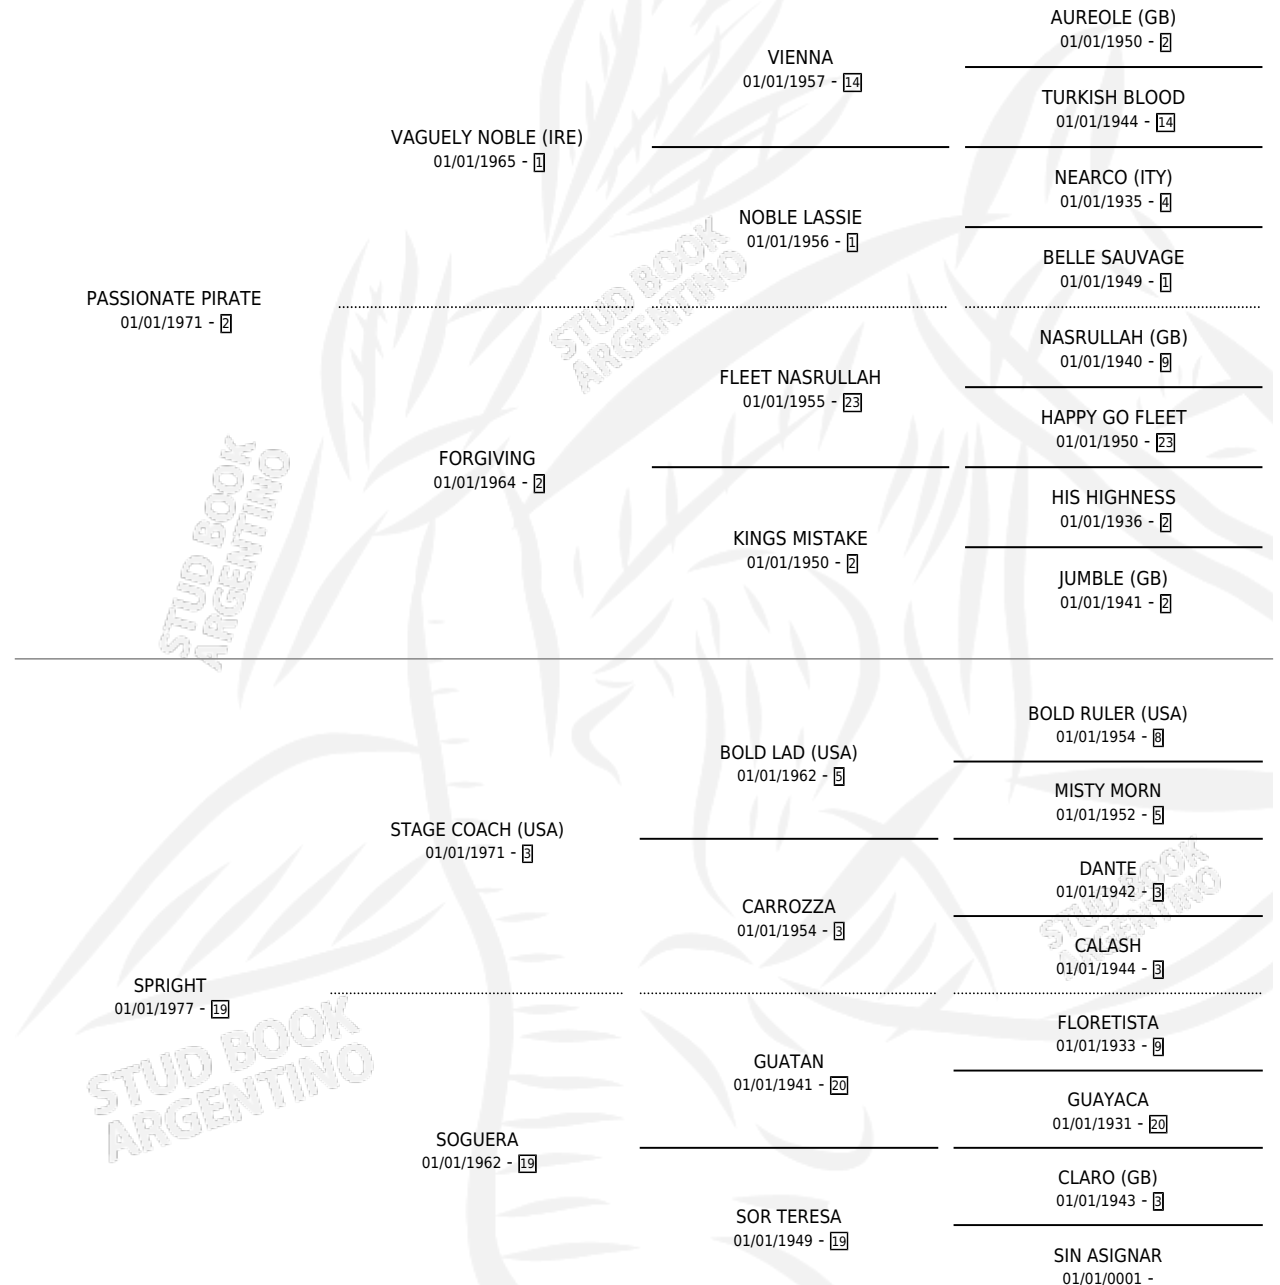 AUREOLE (GB)
01/01/1950 - 2
VIENNA
01/01/1957 - 14
TURKISH BLOOD
01/01/1944 - 14
VAGUELY NOBLE (IRE)
01/01/1965 - 1
NEARCO (ITY)
01/01/1935 - 4
NOBLE LASSIE
01/01/1956 - 1
BELLE SAUVAGE
01/01/1949 - 1
PASSIONATE PIRATE
01/01/1971 - 2
NASRULLAH (GB)
01/01/1940 - 9
FLEET NASRULLAH
01/01/1955 - 23
HAPPY GO FLEET
01/01/1950 - 23
FORGIVING
01/01/1964 - 2
HIS HIGHNESS
01/01/1936 - 2
KINGS MISTAKE
01/01/1950 - 2
JUMBLE (GB)
01/01/1941 - 2
BOLD RULER (USA)
01/01/1954 - 8
BOLD LAD (USA)
01/01/1962 - 5
MISTY MORN
01/01/1952 - 5
STAGE COACH (USA)
01/01/1971 - 3
DANTE
01/01/1942 - 3
CARROZZA
01/01/1954 - 3
CALASH
01/01/1944 - 3
SPRIGHT
01/01/1977 - 19
FLORETISTA
01/01/1933 - 9
GUATAN
01/01/1941 - 20
GUAYACA
01/01/1931 - 20
SOGUERA
01/01/1962 - 19
CLARO (GB)
01/01/1943 - 3
SOR TERESA
01/01/1949 - 19
SIN ASIGNAR
01/01/0001 -
STUD BOOK
ARGENTINO
STUD BOOK
ARGENTINO
STUD BOOK
ARGENTINO
STUD BOOK
ARGENTINO